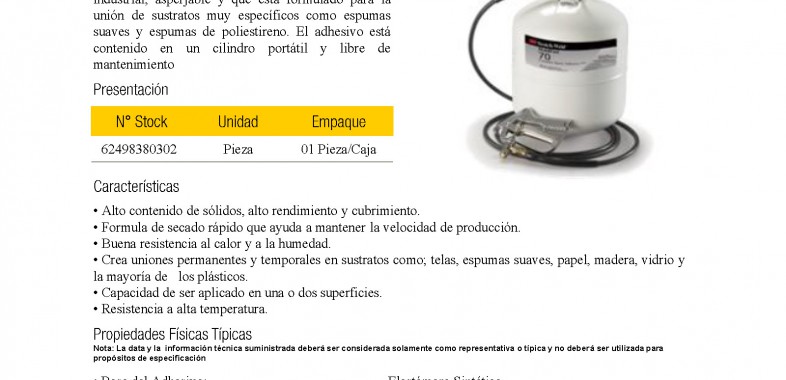 industrial, asperjable y que está formulado para la
unión de sustratos muy específicos como espumas
suaves y espumas de poliestireno. El adhesivo está
contenido en un cilindro portátil y libre de
mantenimiento
70
Presentación
N° Stock Unidad Empaque
62498380302 Pieza 01 Pieza/Caja
Características
• Alto contenido de sólidos, alto rendimiento y cubrimiento.
• Formula de secado rápido que ayuda a mantener la velocidad de producción.
• Buena resistencia al calor y a la humedad.
• Crea uniones permanentes y temporales en sustratos como; telas, espumas suaves, papel, madera, vidrio y
la mayoría de los plásticos.
• Capacidad de ser aplicado en una o dos superficies.
• Resistencia a alta temperatura.
Propiedades Físicas Típicas
Nota: La data y la información técnica suministrada deberá ser considerada solamente como representativa o típica y no deberá ser utilizada para
propósitos de especificación
• Base del Adhesivo: Elastómero Sintético